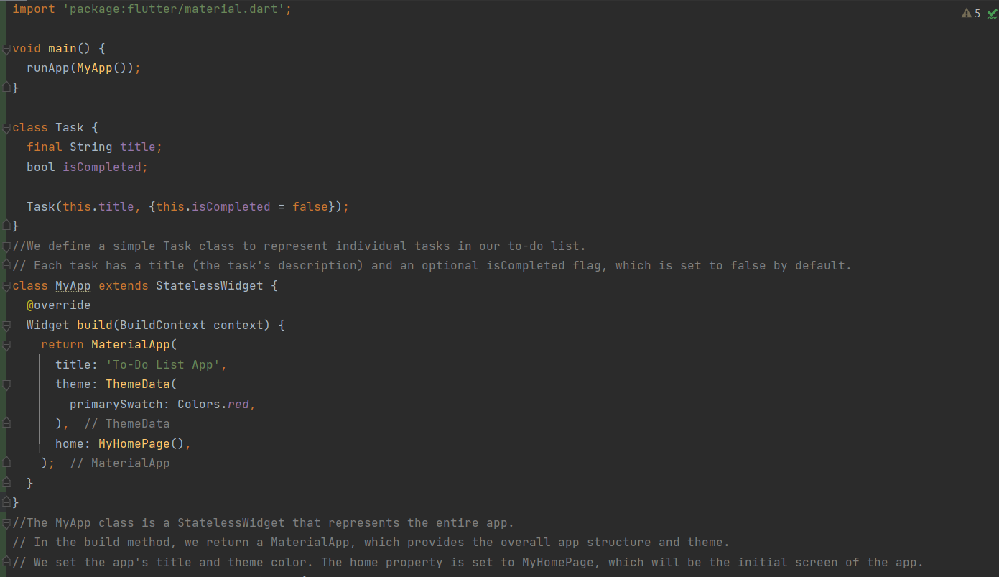 import 'package:flutter/material.dart';
5
void main() {
  runApp(MyApp());
}

class Task {
  final String title;
  bool isCompleted;

  Task(this.title, {this.isCompleted = false});
}
//We define a simple Task class to represent individual tasks in our to-do list.
// Each task has a title (the task's description) and an optional isCompleted flag, which is set to false by default.
class MyApp extends StatelessWidget {
  @override
  Widget build(BuildContext context) {
    return MaterialApp(
      title: 'To-Do List App',
      theme: ThemeData(
        primarySwatch: Colors.red,
      ),  // ThemeData
      home: MyHomePage(),
    );  // MaterialApp
  }
}
//The MyApp class is a StatelessWidget that represents the entire app.
// In the build method, we return a MaterialApp, which provides the overall app structure and theme.
// We set the app's title and theme color. The home property is set to MyHomePage, which will be the initial screen of the app.